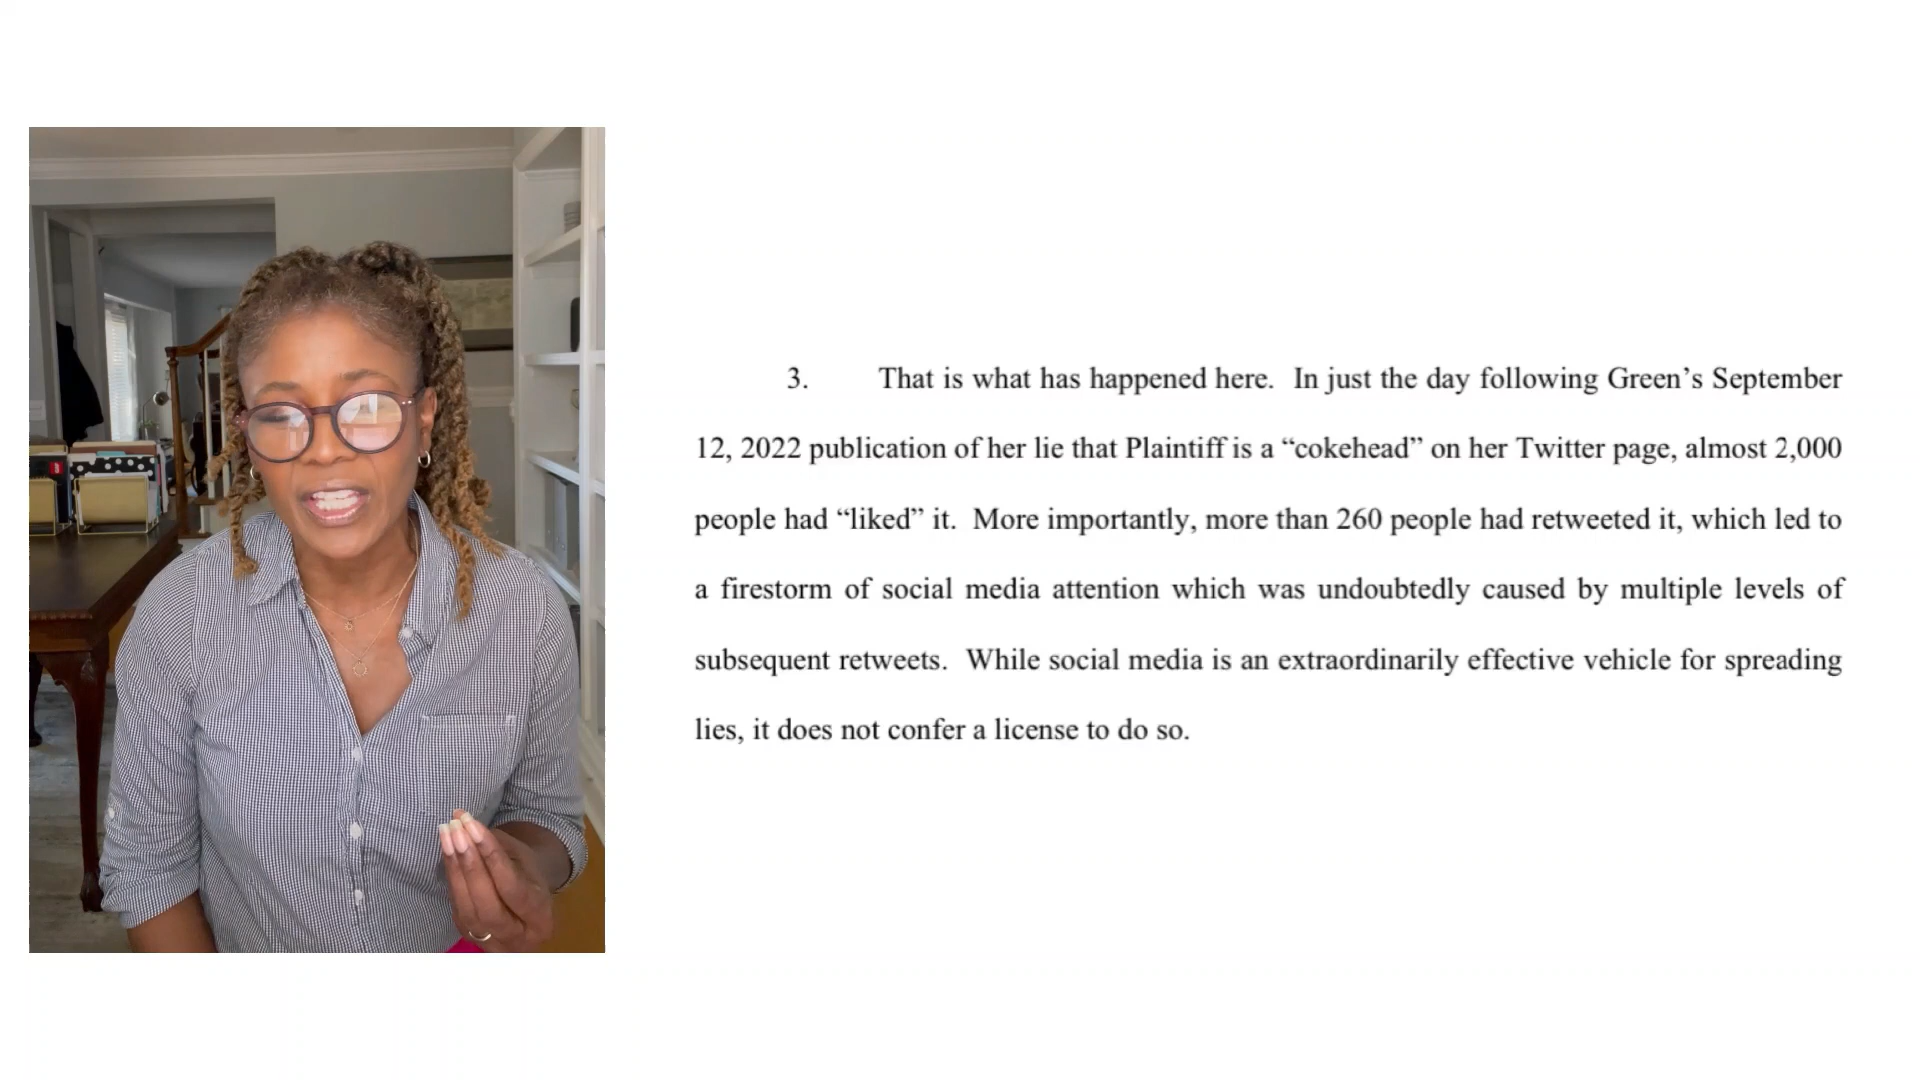 3. That is what has happened here. In just the day following Green’s September
12, 2022 publication of her lie that Plaintiff is a “cokehead” on her Twitter page, almost 2,000
people had “liked” it. More importantly, more than 260 people had retweeted it, which led to
a firestorm of social media attention which was undoubtedly caused by multiple levels of
subsequent retweets. While social media is an extraordinarily effective vehicle for spreading
lies, it does not confer a license to do so.